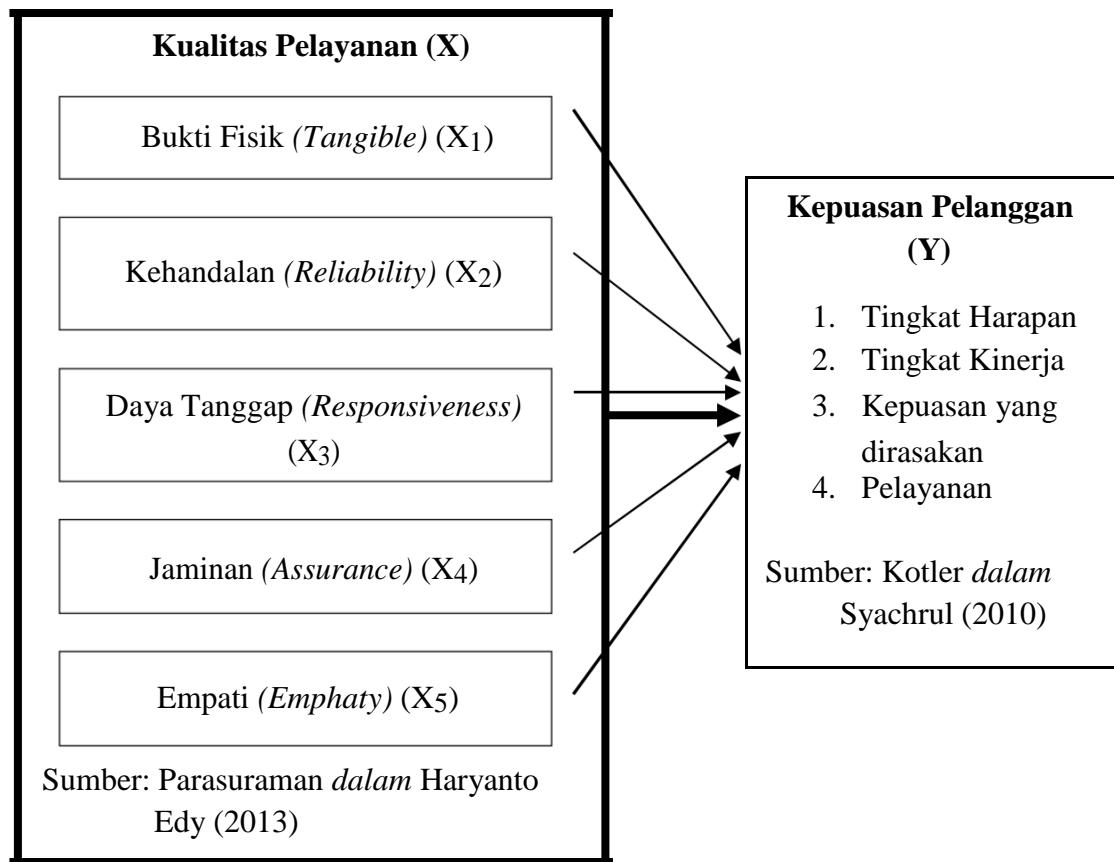 Kualitas Pelayanan (X)
Bukti Fisik (Tangible) (X1)
Kehandalan (Reliability) (X2)
Daya Tanggap (Responsiveness)
(X3)
Jaminan (Assurance) (X4)
Empati (Emphaty) (X5)
Sumber: Parasuraman dalam Haryanto
Edy (2013)
Kepuasan Pelanggan
(Y)
1. Tingkat Harapan
2. Tingkat Kinerja
3. Kepuasan yang
dirasakan
4. Pelayanan
Sumber: Kotler dalam
Syachrul (2010)